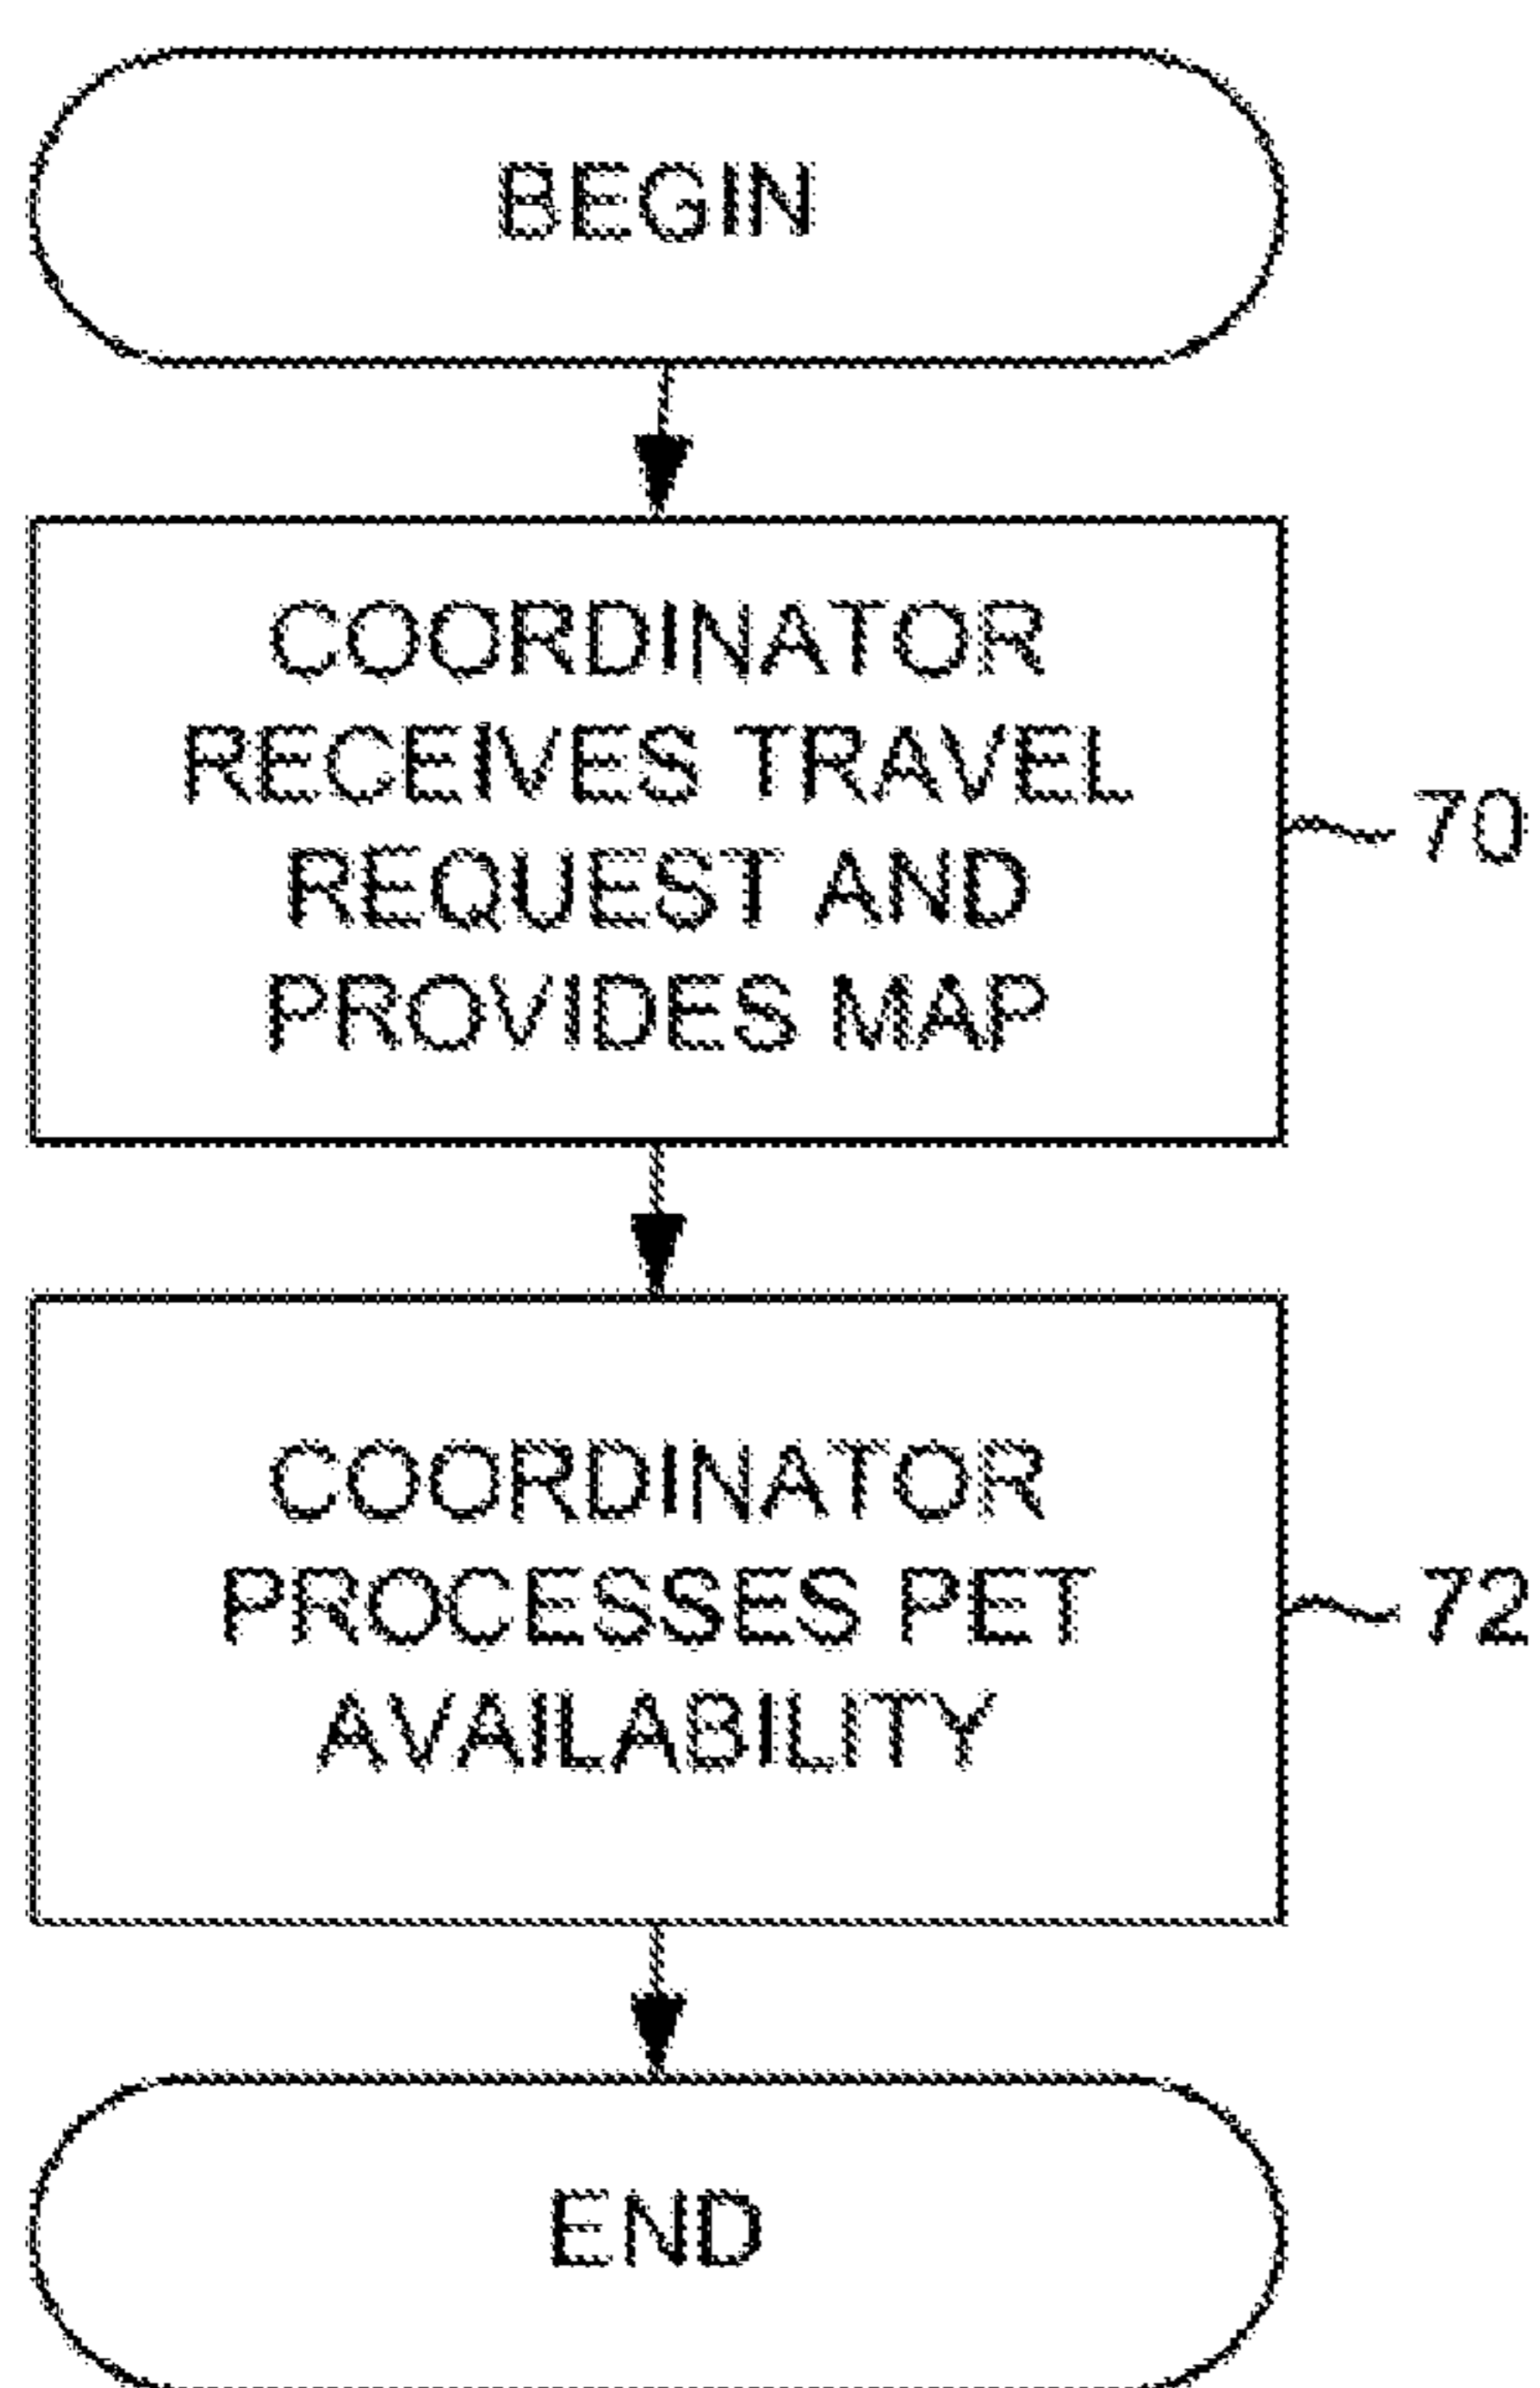 BEGIN
COORDINATOR
RECEIVES TRAVEL
REQUEST AND
PROVIDES MAP
70
COORDINATOR
PROCESSES PET
AVAILABILITY
72
END